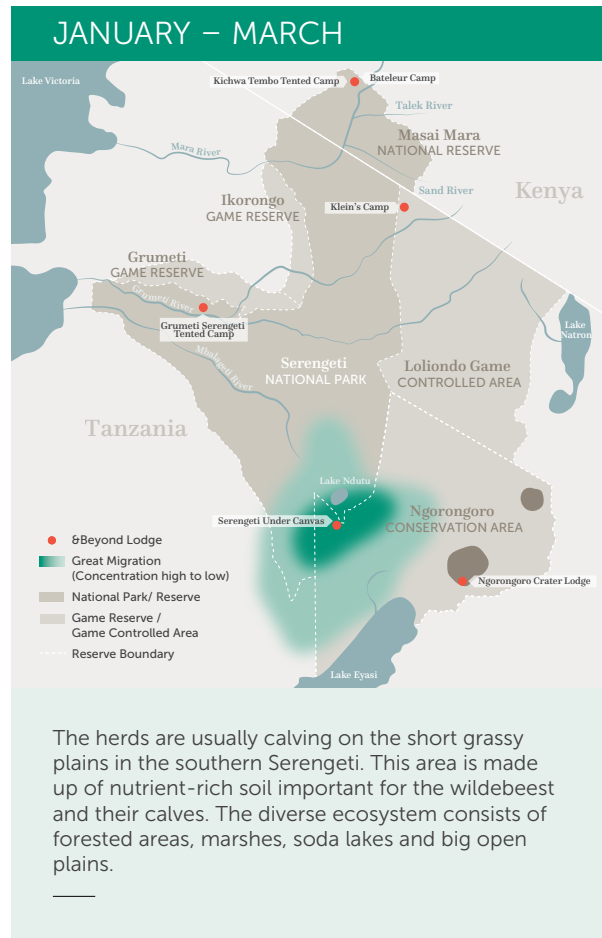 JANUARY – MARCH
Lake Victoria
Kichwa Tembo Tented Camp
Bateleur Camp
Talek River
Masai Mara
NATIONAL RESERVE
Mara River
Sand River
Kenya
Ikorongo
GAME RESERVE
Klein's Camp
Grumeti
GAME RESERVE
Grumeti River
Grumeti Serengeti
Tented Camp
Lake
Natron
Mbalageti River
Serengeti
NATIONAL PARK
Loliondo Game
CONTROLLED AREA
Tanzania
Lake Ndutu
Serengeti Under Canvas
Ngorongoro
CONSERVATION AREA
Ngorongoro Crater Lodge
Lake Eyasi
&Beyond Lodge
Great Migration
(Concentration high to low)
National Park/ Reserve
Game Reserve /
Game Controlled Area
Reserve Boundary
The herds are usually calving on the short grassy
plains in the southern Serengeti. This area is made
up of nutrient-rich soil important for the wildebeest
and their calves. The diverse ecosystem consists of
forested areas, marshes, soda lakes and big open
plains.